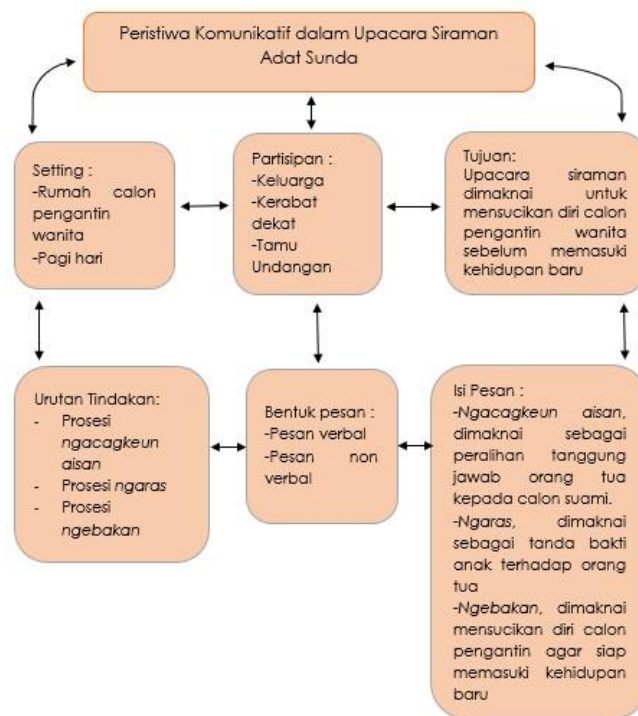 Peristiwa Komunikatif dalam Upacara Siraman
Adat Sunda
Setting :
-Rumah calon
pengantin
wanita
-Pagi hari
Partisipan :
-Keluarga
-Kerabat
dekat
-Tamu
Undangan
Tujuan:
Upacara siraman
dimaknai untuk
mensucikan diri calon
pengantin wanita
sebelum memasuki
kehidupan baru
Urutan Tindakan:
- Prosesi
ngacagkeun
aisan
- Prosesi ngaras
- Prosesi
ngebakan
Bentuk pesan :
-Pesan verbal
-Pesan non
verbal
Isi Pesan :
-Ngacagkeun aisan,
dimaknai sebagai
peralihan tanggung
jawab orang tua
kepada calon suami.
-Ngaras, dimaknai
sebagai tanda bakti
anak terhadap orang
tua
-Ngebakan, dimaknai
mensucikan diri calon
pengantin agar siap
memasuki kehidupan
baru